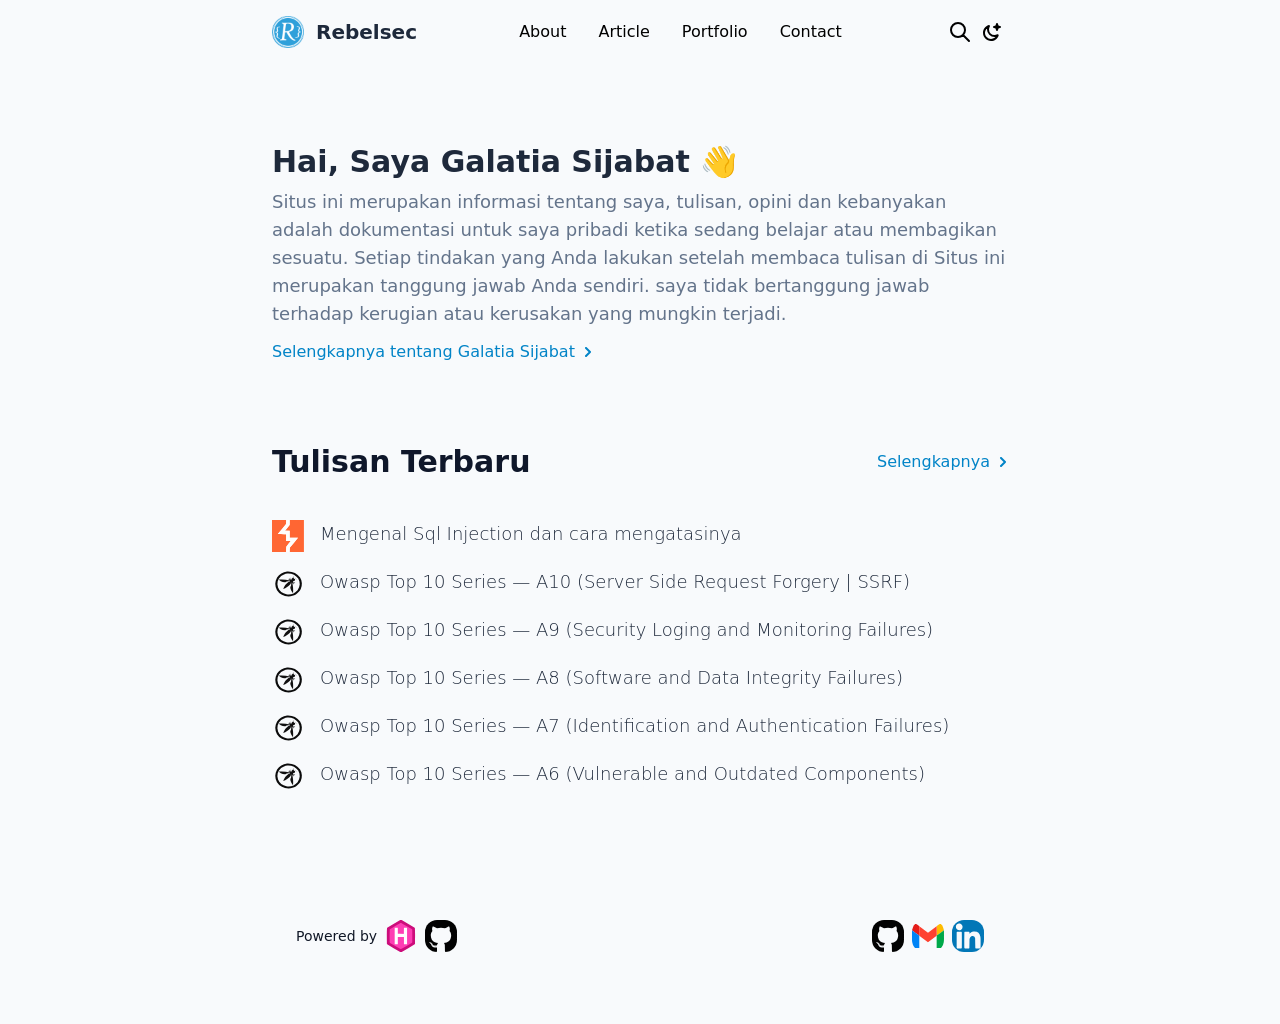 Rebelsec
About
Article
Portfolio
Contact
Hai, Saya Galatia Sijabat 👋
Situs ini merupakan informasi tentang saya, tulisan, opini dan kebanyakan
adalah dokumentasi untuk saya pribadi ketika sedang belajar atau membagikan
sesuatu. Setiap tindakan yang Anda lakukan setelah membaca tulisan di Situs ini
merupakan tanggung jawab Anda sendiri. saya tidak bertanggung jawab
terhadap kerugian atau kerusakan yang mungkin terjadi.
Selengkapnya tentang Galatia Sijabat
Tulisan Terbaru
Selengkapnya
Mengenal Sql Injection dan cara mengatasinya
Owasp Top 10 Series — A10 (Server Side Request Forgery | SSRF)
Owasp Top 10 Series — A9 (Security Loging and Monitoring Failures)
Owasp Top 10 Series — A8 (Software and Data Integrity Failures)
Owasp Top 10 Series — A7 (Identification and Authentication Failures)
Owasp Top 10 Series — A6 (Vulnerable and Outdated Components)
Powered by